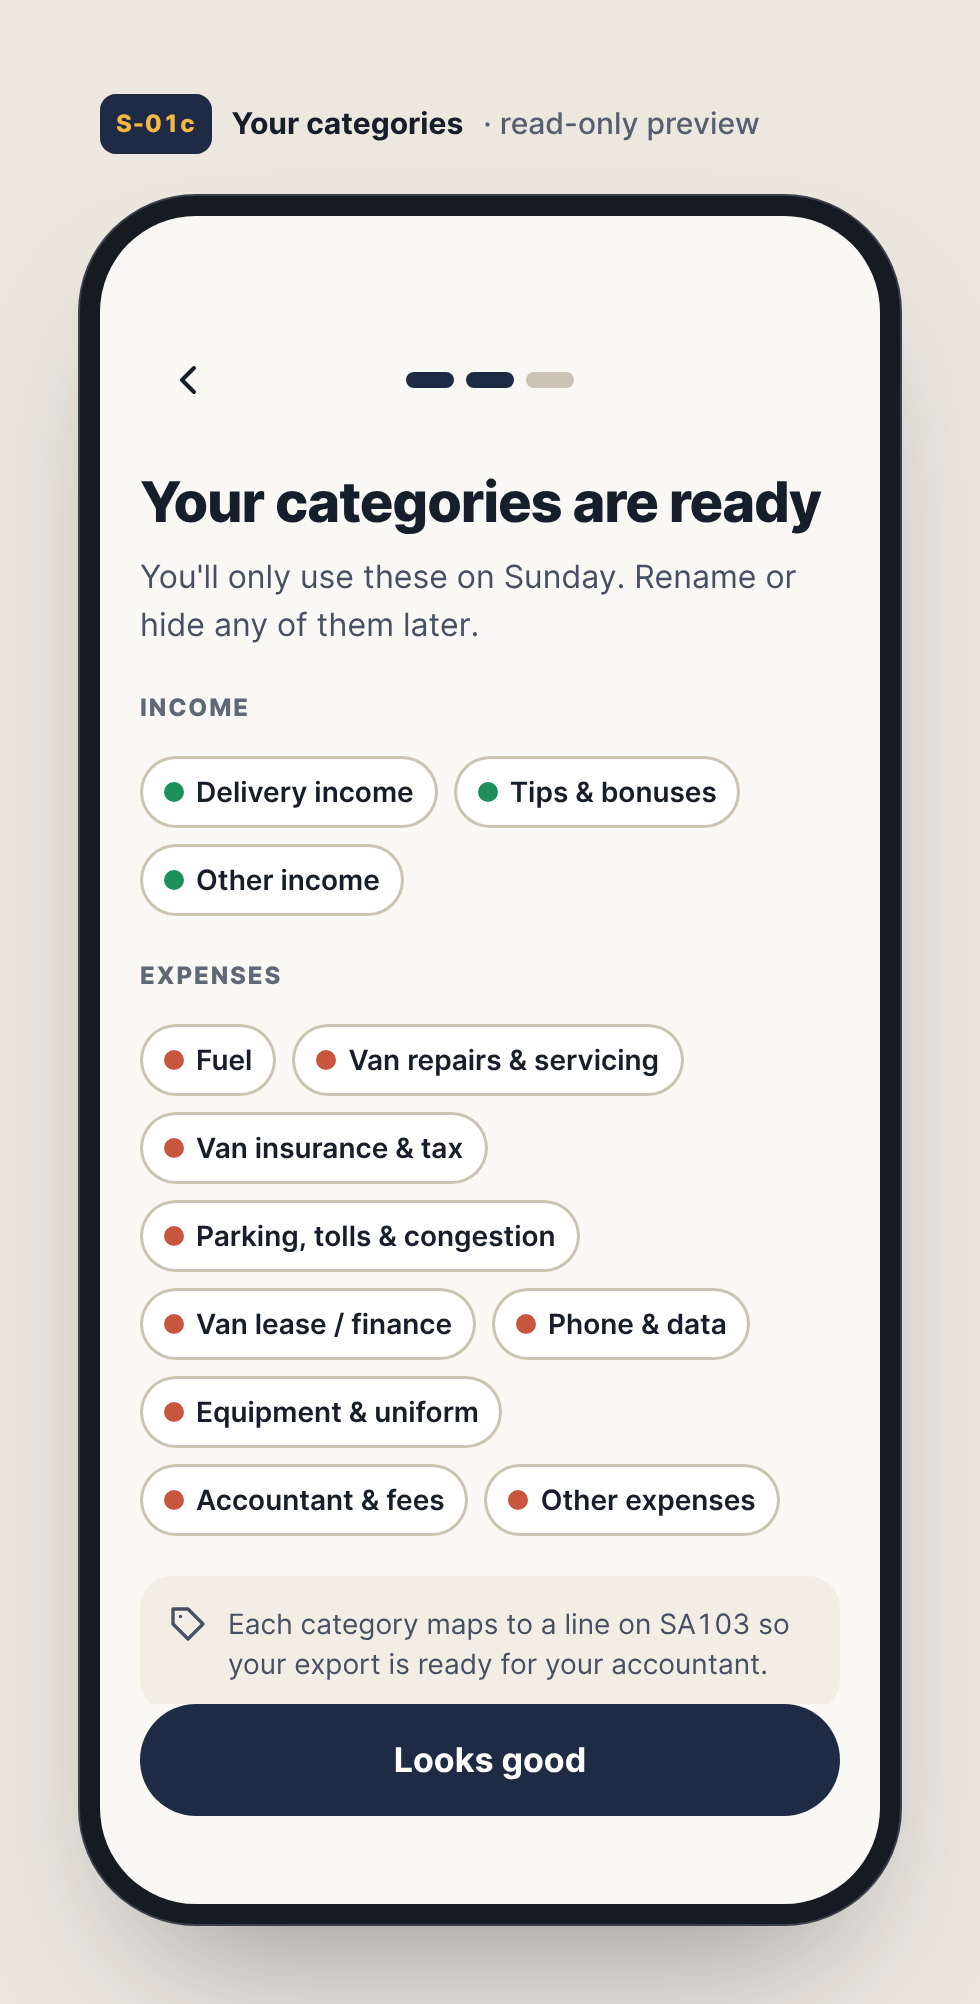 S-01c Your categories · read-only preview
Your categories are ready
You'll only use these on Sunday. Rename or
hide any of them later.
INCOME
Delivery income Tips & bonuses
Other income
EXPENSES
Fuel Van repairs & servicing
Van insurance & tax
Parking, tolls & congestion
Van lease / finance Phone & data
Equipment & uniform
Accountant & fees Other expenses
Each category maps to a line on SA103 so
your export is ready for your accountant.
Looks good